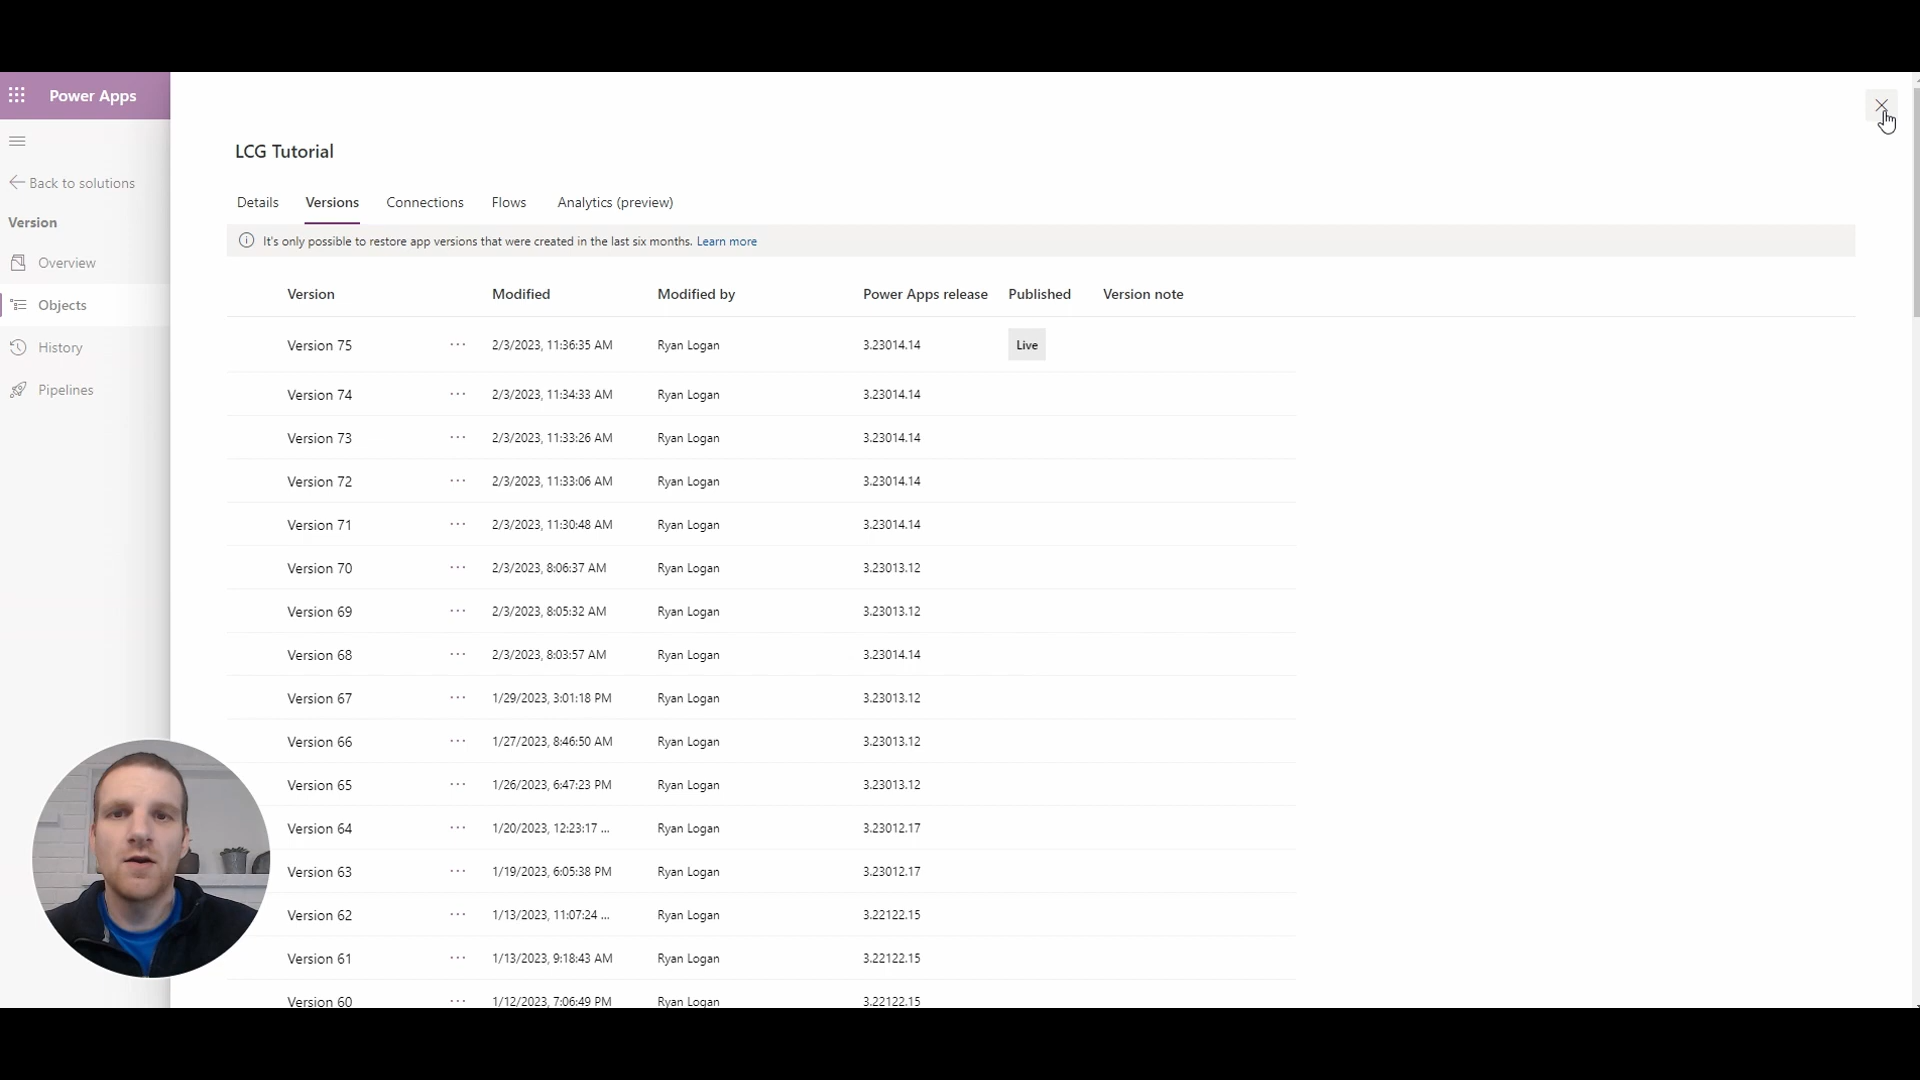 Power Apps
Back to solutions
Version
Overview
Objects
History
Pipelines
LCG Tutorial
Details Versions Connections Flows Analytics (preview)
It's only possible to restore app versions that were created in the last six months. Learn more
Version Modified Modified by Power Apps release Published Version note
Version 75 ... 2/3/2023, 11:36:35 AM Ryan Logan 3.23014.14 Live
Version 74 ... 2/3/2023, 11:34:33 AM Ryan Logan 3.23014.14
Version 73 ... 2/3/2023, 11:33:26 AM Ryan Logan 3.23014.14
Version 72 ... 2/3/2023, 11:33:06 AM Ryan Logan 3.23014.14
Version 71 ... 2/3/2023, 11:30:48 AM Ryan Logan 3.23014.14
Version 70 ... 2/3/2023, 8:06:37 AM Ryan Logan 3.23013.12
Version 69 ... 2/3/2023, 8:05:32 AM Ryan Logan 3.23013.12
Version 68 ... 2/3/2023, 8:03:57 AM Ryan Logan 3.23014.14
Version 67 ... 1/29/2023, 3:01:18 PM Ryan Logan 3.23013.12
Version 66 ... 1/27/2023, 8:46:50 AM Ryan Logan 3.23013.12
Version 65 ... 1/26/2023, 6:47:23 PM Ryan Logan 3.23013.12
Version 64 ... 1/20/2023, 12:23:17 ... Ryan Logan 3.23012.17
Version 63 ... 1/19/2023, 6:05:38 PM Ryan Logan 3.23012.17
Version 62 ... 1/13/2023, 11:07:24 ... Ryan Logan 3.22122.15
Version 61 ... 1/13/2023, 9:18:43 AM Ryan Logan 3.22122.15
Version 60 ... 1/12/2023, 7:06:49 PM Ryan Logan 3.22122.15